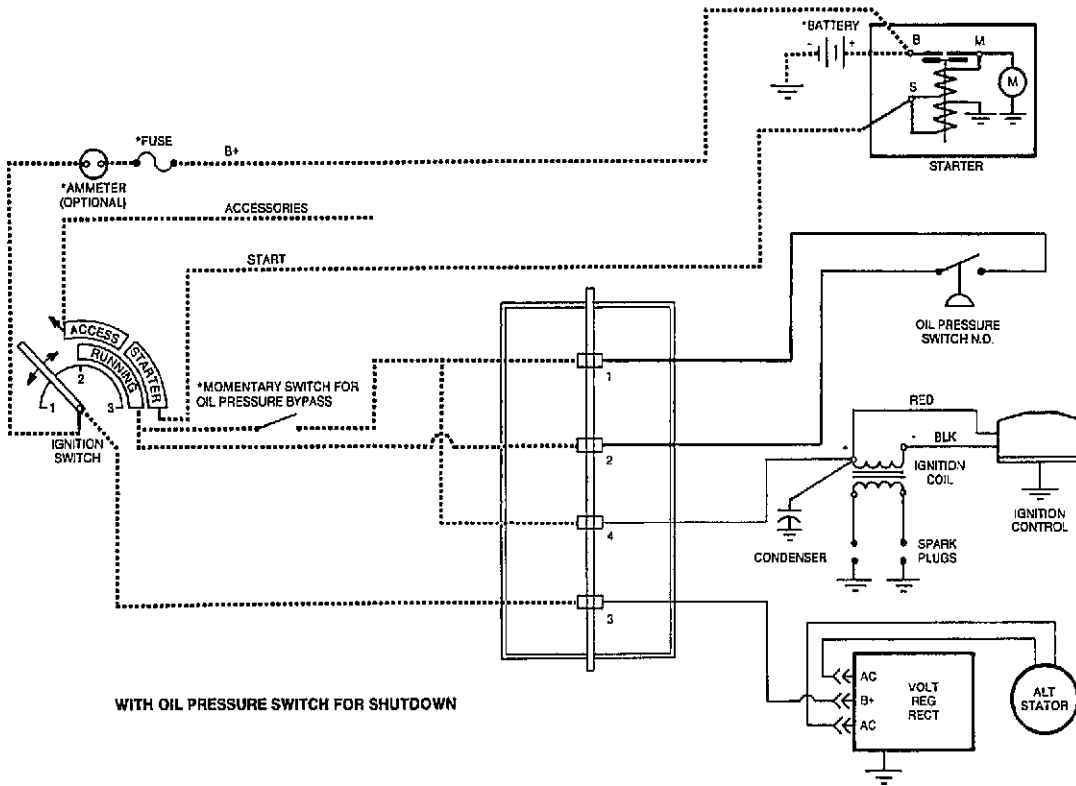 *BATTERY
- +
B
M
M
S
STARTER
*FUSE
B+
*AMMETER
(OPTIONAL)
ACCESSORIES
START
ACCESS
STARTER
RUNNING
1
2
3
IGNITION
SWITCH
*MOMENTARY SWITCH FOR
OIL PRESSURE BYPASS
1
2
4
3
OIL PRESSURE
SWITCH N.O.
RED
+
-
BLK
IGNITION
COIL
IGNITION
CONTROL
CONDENSER
SPARK
PLUGS
AC
B+
AC
VOLT
REG
RECT
ALT
STATOR
WITH OIL PRESSURE SWITCH FOR SHUTDOWN